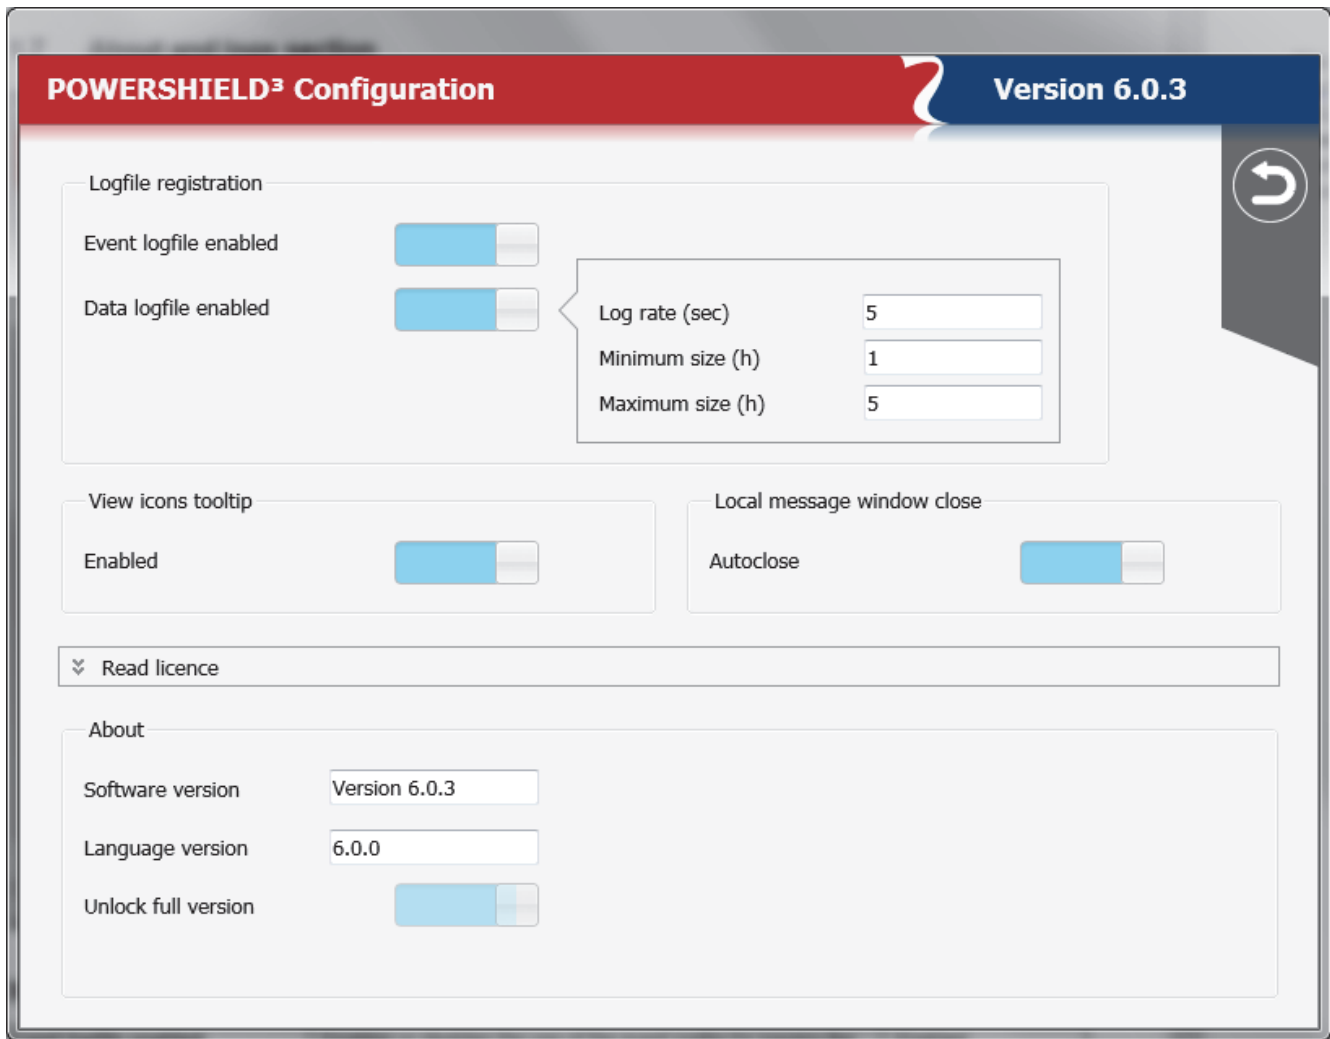 POWERSHIELD³ Configuration
Version 6.0.3
Logfile registration
Event logfile enabled
Data logfile enabled
Log rate (sec) 5
Minimum size (h) 1
Maximum size (h) 5
View icons tooltip
Enabled
Local message window close
Autoclose
Read licence
About
Software version Version 6.0.3
Language version 6.0.0
Unlock full version